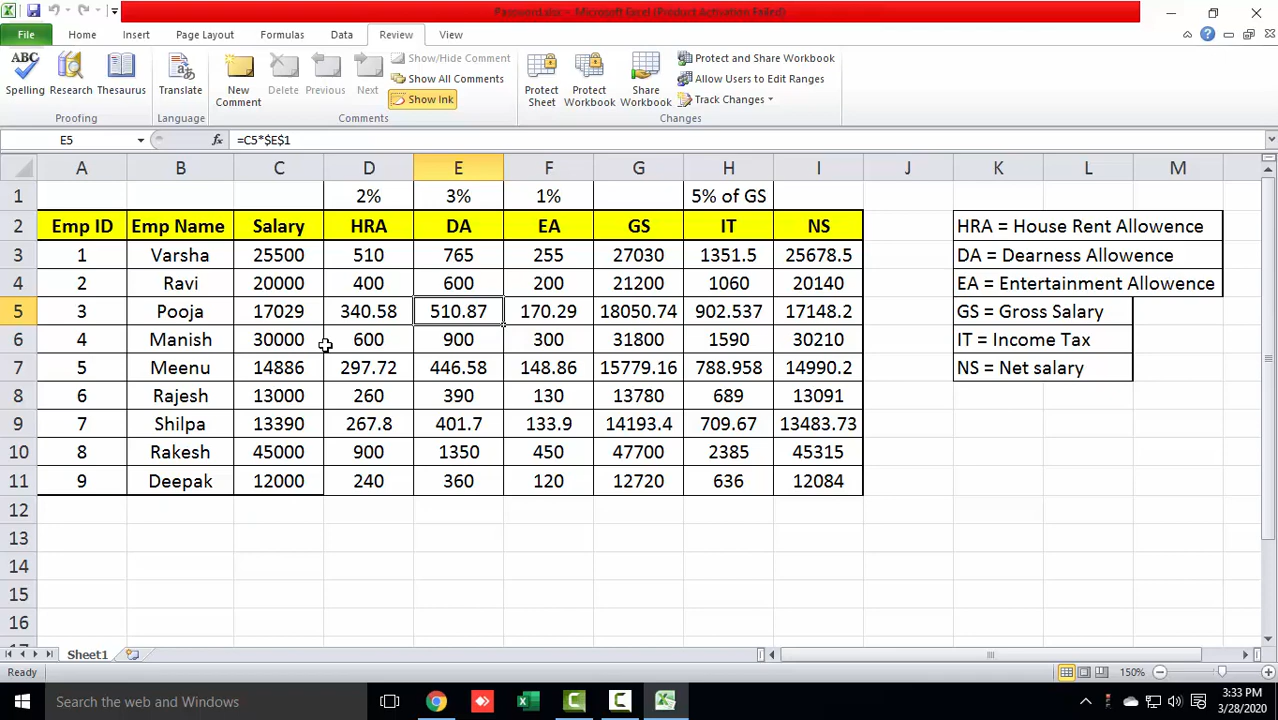 Password.xlsx - Microsoft Excel (Product Activation Failed)
File Home Insert Page Layout Formulas Data Review View
ABC
Spelling Research Thesaurus
Proofing
Translate
Language
New Comment Delete Previous Next
Show/Hide Comment
Show All Comments
Show Ink
Comments
Protect Sheet Protect Workbook Share Workbook
Protect and Share Workbook
Allow Users to Edit Ranges
Track Changes
Changes
E5 fx =C5*$E$1
A B C D E F G H I J K L M
1 2% 3% 1% 5% of GS
2 Emp ID Emp Name Salary HRA DA EA GS IT NS HRA = House Rent Allowence
3 1 Varsha 25500 510 765 255 27030 1351.5 25678.5 DA = Dearness Allowence
4 2 Ravi 20000 400 600 200 21200 1060 20140 EA = Entertainment Allowence
5 3 Pooja 17029 340.58 510.87 170.29 18050.74 902.537 17148.2 GS = Gross Salary
6 4 Manish 30000 600 900 300 31800 1590 30210 IT = Income Tax
7 5 Meenu 14886 297.72 446.58 148.86 15779.16 788.958 14990.2 NS = Net salary
8 6 Rajesh 13000 260 390 130 13780 689 13091
9 7 Shilpa 13390 267.8 401.7 133.9 14193.4 709.67 13483.73
10 8 Rakesh 45000 900 1350 450 47700 2385 45315
11 9 Deepak 12000 240 360 120 12720 636 12084
12
13
14
15
16
Sheet1
Ready 150%
Search the web and Windows
3:33 PM
3/28/2020